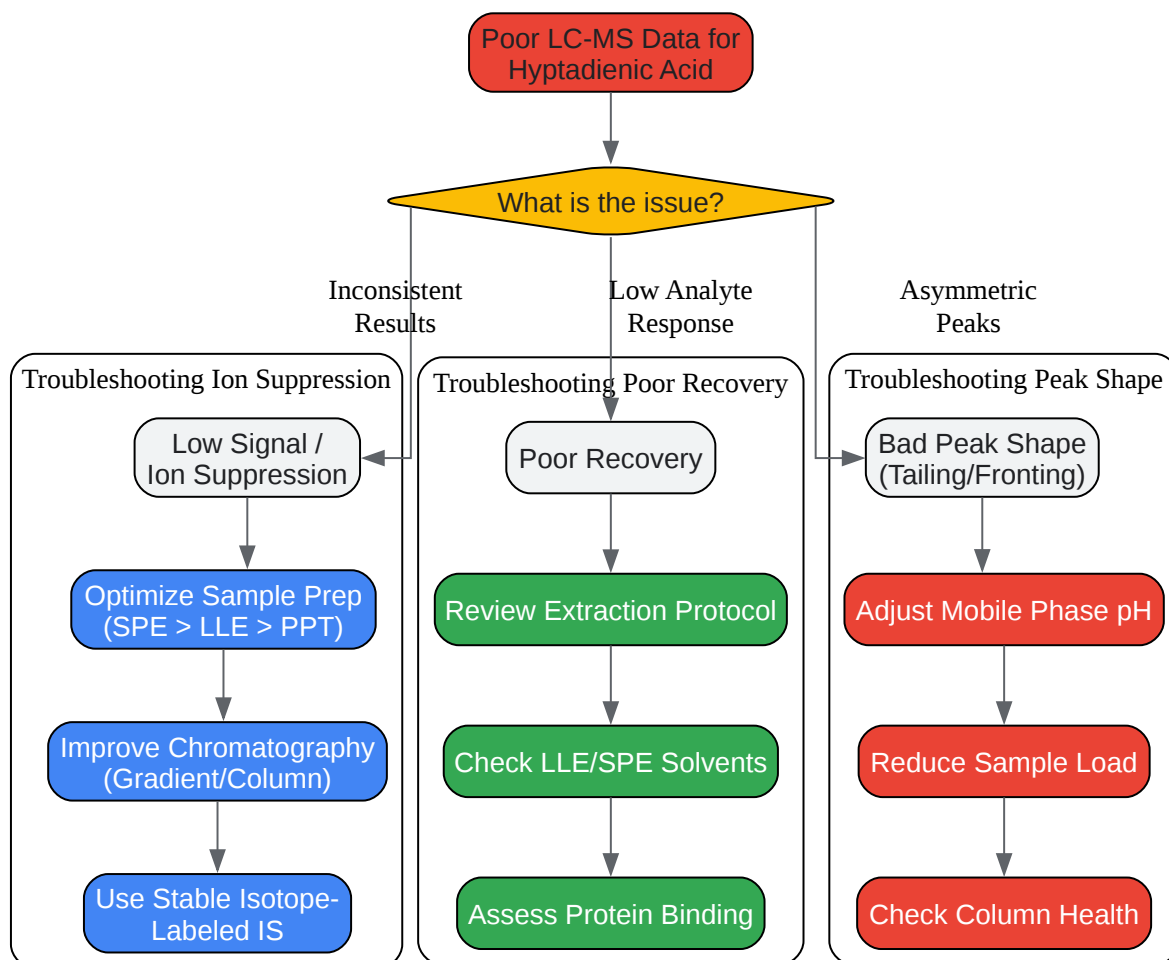 Poor LC-MS Data for
Hyptadienic Acid
What is the issue?
Inconsistent
Results
Low Analyte
Response
Asymmetric
Peaks
Troubleshooting Ion Suppression
Low Signal /
Ion Suppression
Optimize Sample Prep
(SPE > LLE > PPT)
Improve Chromatography
(Gradient/Column)
Use Stable Isotope-
Labeled IS
Troubleshooting Poor Recovery
Poor Recovery
Review Extraction Protocol
Check LLE/SPE Solvents
Assess Protein Binding
Troubleshooting Peak Shape
Bad Peak Shape
(Tailing/Fronting)
Adjust Mobile Phase pH
Reduce Sample Load
Check Column Health